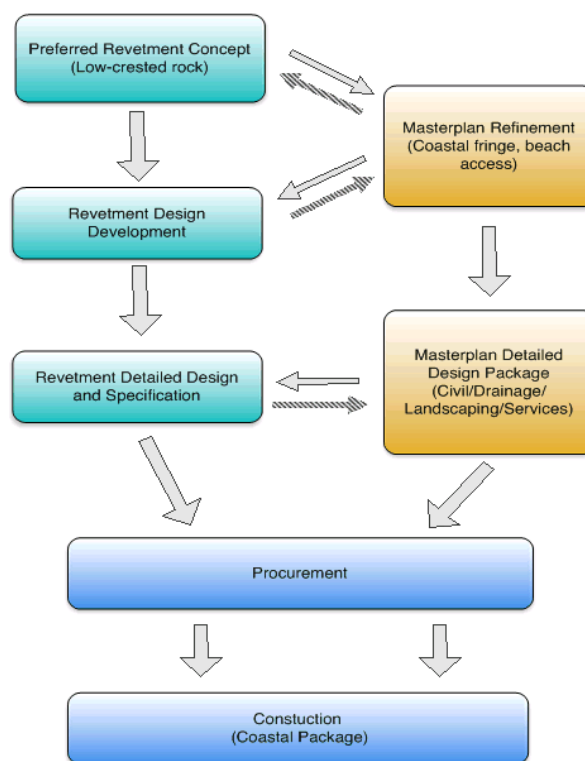 Preferred Revetment Concept
(Low-crested rock)
Masterplan Refinement
(Coastal fringe, beach
access)
Revetment Design
Development
Revetment Detailed Design
and Specification
Masterplan Detailed
Design Package
(Civil/Drainage/
Landscaping/Services)
Procurement
Constuction
(Coastal Package)